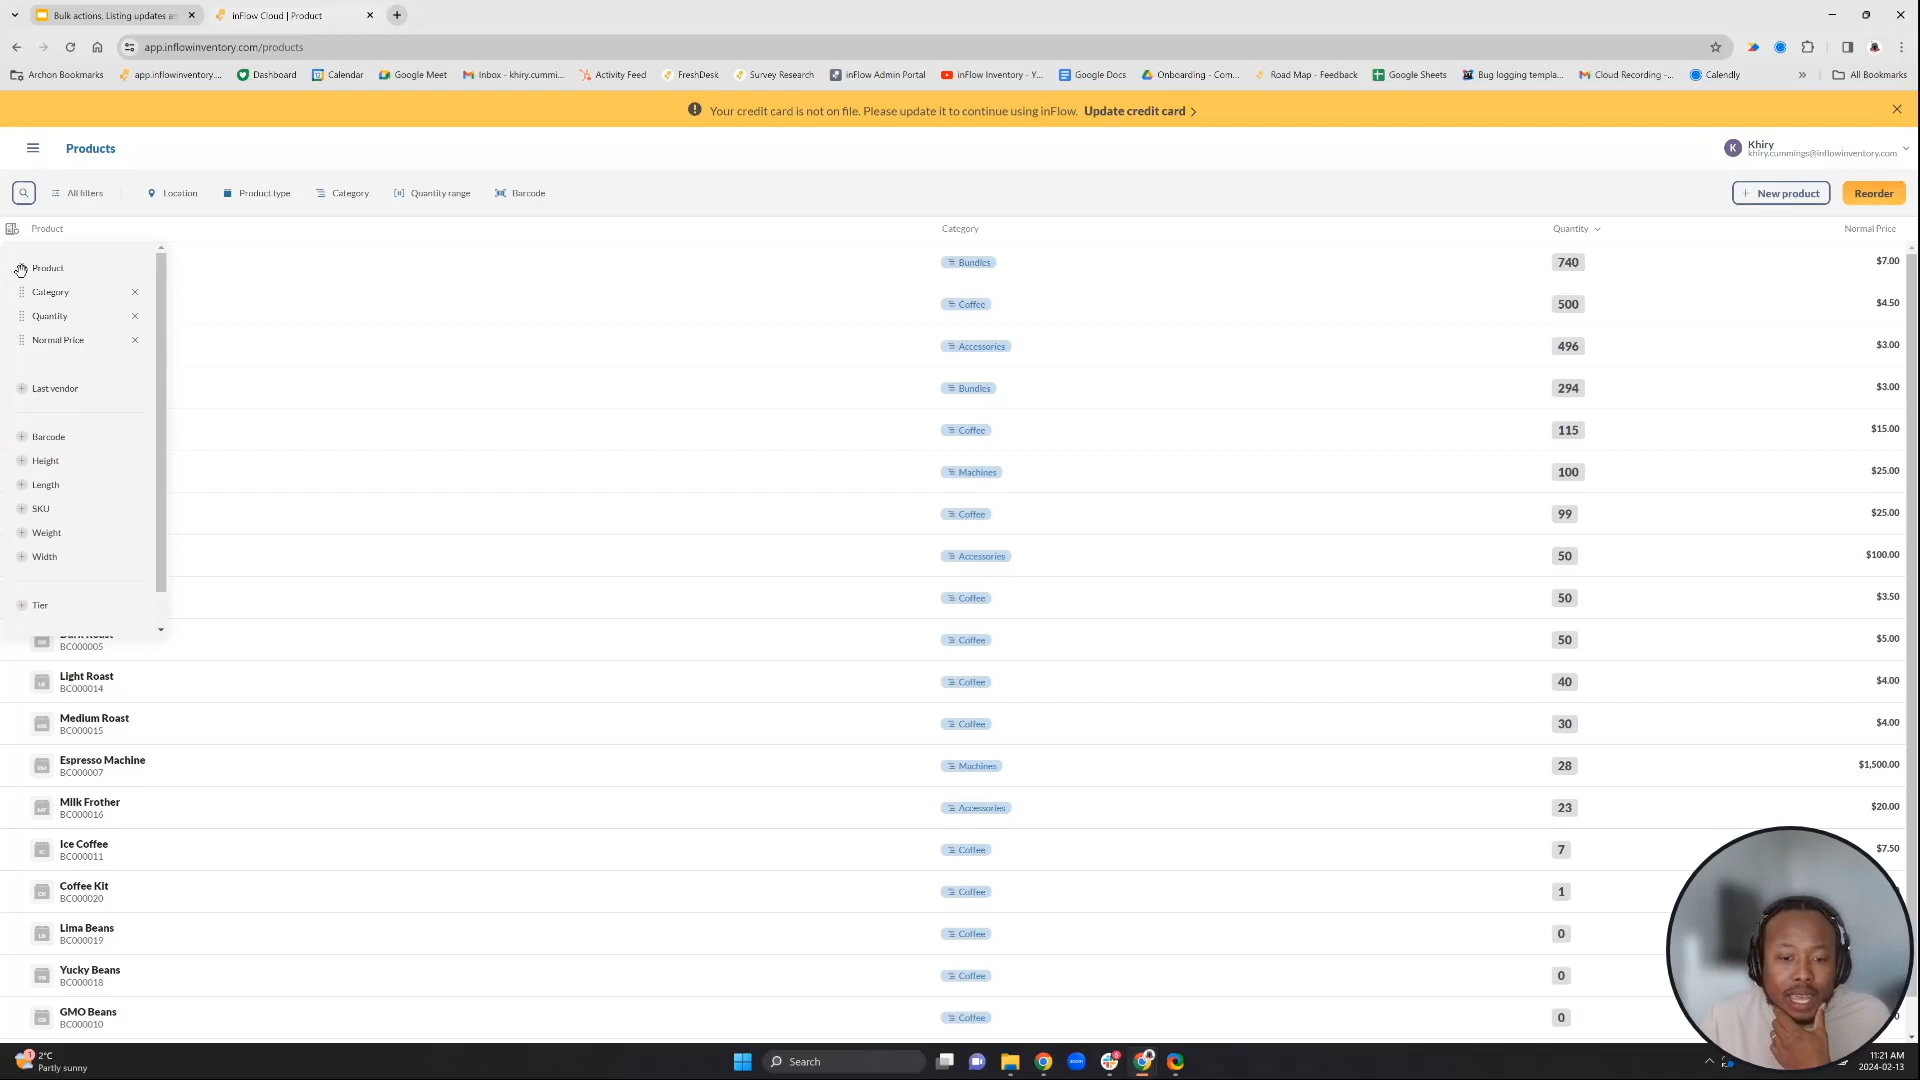 Bulk actions, Listing updates an
inFlow Cloud | Product
app.inflowinventory.com/products
Archon Bookmarks
app.inflowinventory....
Dashboard
Calendar
Google Meet
Inbox - khiry.cummi...
Activity Feed
FreshDesk
Survey Research
inFlow Admin Portal
inFlow Inventory - Y...
Google Docs
Onboarding - Com...
Road Map - Feedback
Google Sheets
Bug logging templa...
Cloud Recording -...
Calendly
All Bookmarks
Your credit card is not on file. Please update it to continue using inFlow. Update credit card
Products
K
Khiry
khiry.cummings@inflowinventory.com
All filters
Location
Product type
Category
Quantity range
Barcode
+ New product
Reorder
Product
Category
Quantity
Normal Price
Product
Category
Quantity
Normal Price
Last vendor
Barcode
Height
Length
SKU
Weight
Width
Tier
Bundles 740 $7.00
Coffee 500 $4.50
Accessories 496 $3.00
Bundles 294 $3.00
Coffee 115 $15.00
Machines 100 $25.00
Coffee 99 $25.00
Accessories 50 $100.00
Coffee 50 $3.50
Dark Roast
BC000005
Coffee 50 $5.00
Light Roast
BC000014
Coffee 40 $4.00
Medium Roast
BC000015
Coffee 30 $4.00
Espresso Machine
BC000007
Machines 28 $1,500.00
Milk Frother
BC000016
Accessories 23 $20.00
Ice Coffee
BC000011
Coffee 7 $7.50
Coffee Kit
BC000020
Coffee 1
Lima Beans
BC000019
Coffee 0
Yucky Beans
BC000018
Coffee 0
GMO Beans
BC000010
Coffee 0
2°C
Partly sunny
Search
11:21 AM
2024-02-13